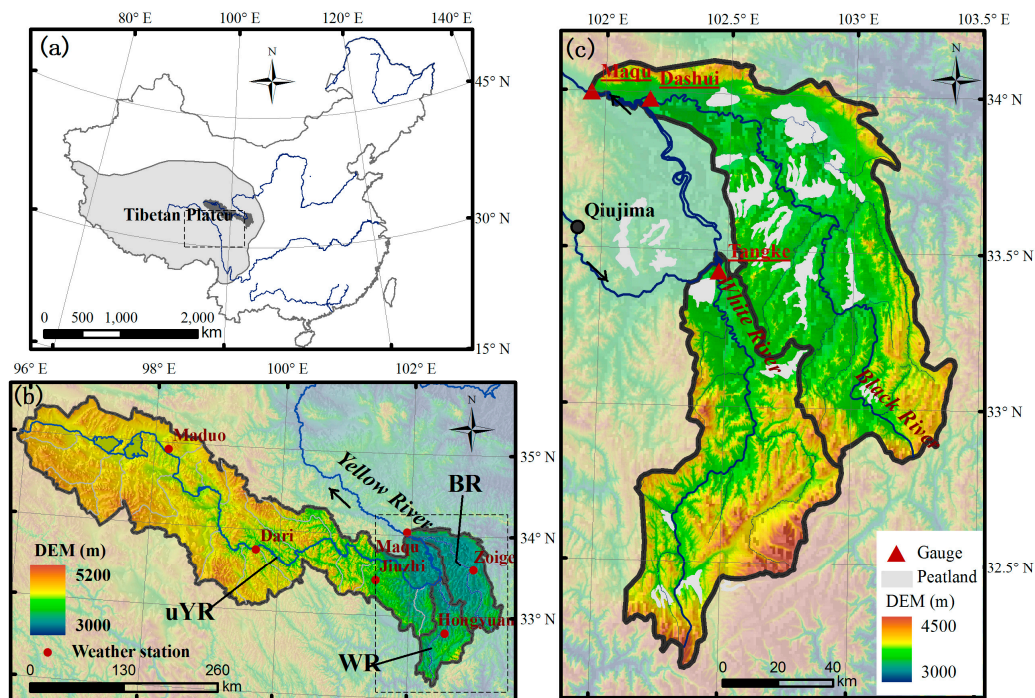 80° E
100° E
120° E
140° E
(a)
N
45° N
30° N
15° N
Tibetan Plateu
0
500
1,000
2,000
km
96° E
98° E
100° E
102° E
(b)
N
Maduo
Yellow River
BR
35° N
Dari
Maqu
34° N
Zoige
Jiuzhi
DEM (m)
5200
3000
uYR
Hongyuan
33° N
WR
Weather station
0
130
260
km
102° E
102.5° E
103° E
103.5° E
(c)
N
Maqu
Dashui
34° N
Qiujima
Tangke
33.5° N
White River
Black River
33° N
32.5° N
Gauge
Peatland
DEM (m)
4500
3000
0
20
40
km